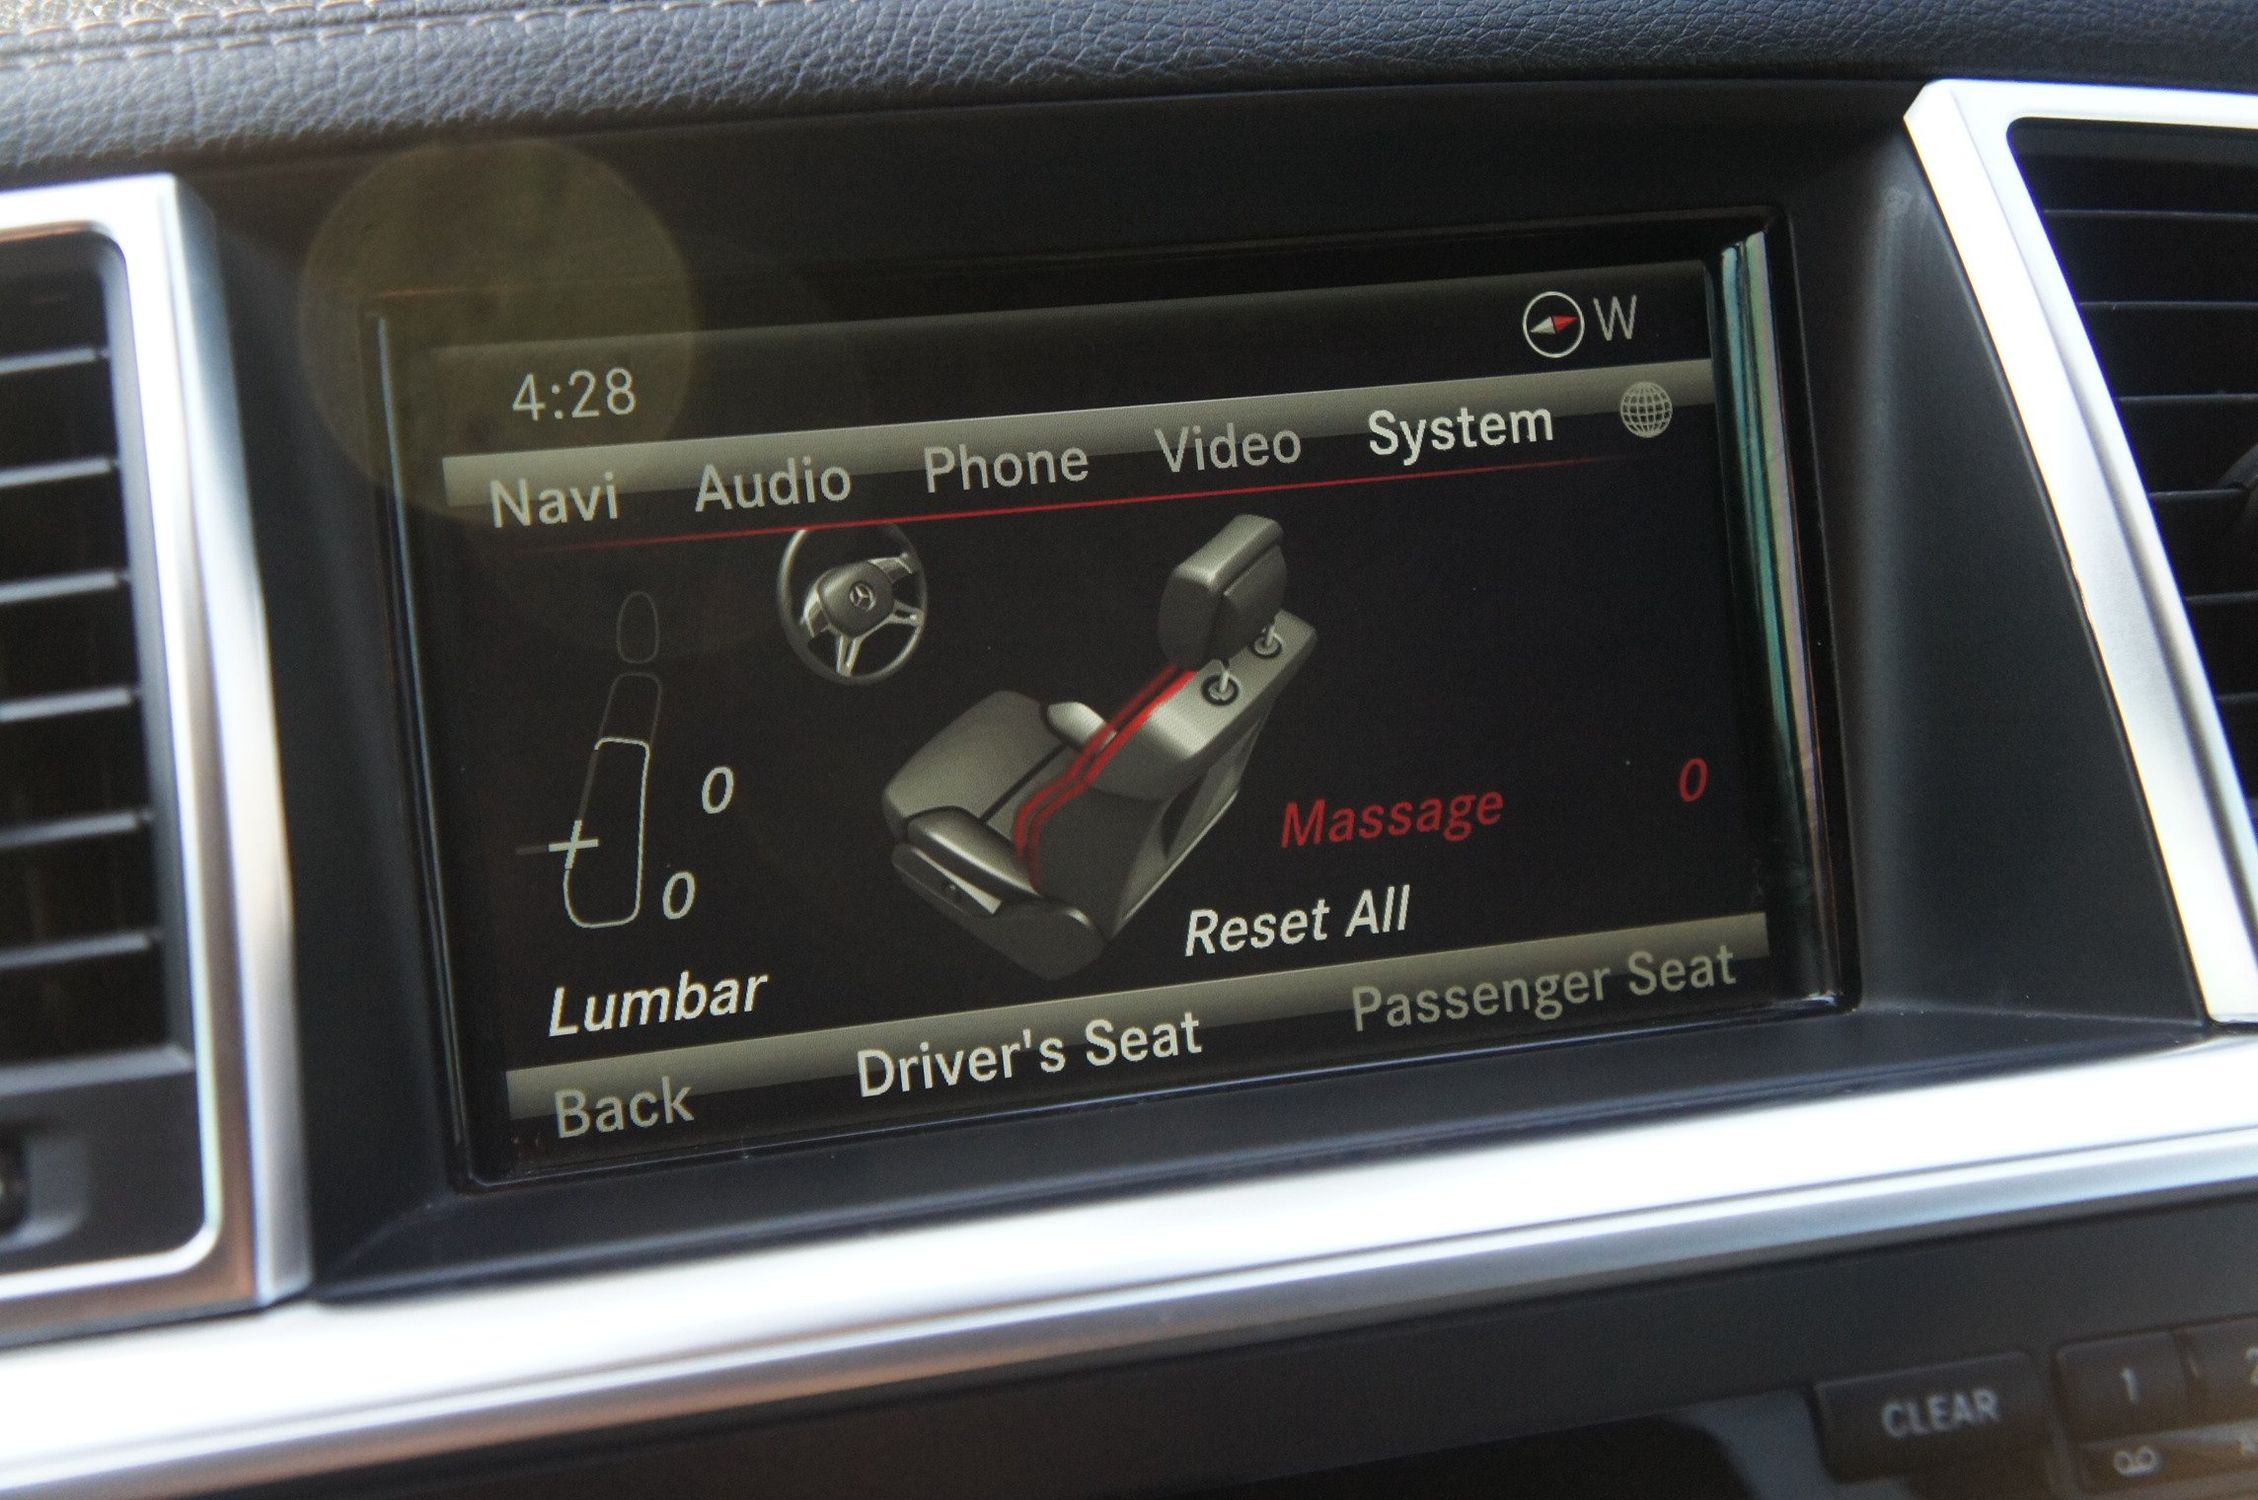 W
4:28
Navi Audio Phone Video System
0
Massage 0
0
Reset All
Lumbar
Back Driver's Seat Passenger Seat
CLEAR 1 2